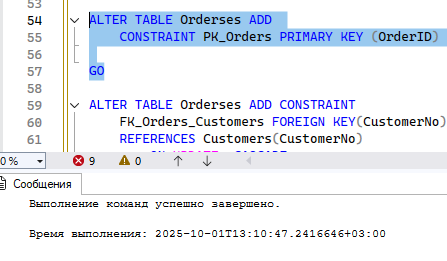 53
54 ALTER TABLE Orderses ADD
55 CONSTRAINT PK_Orders PRIMARY KEY (OrderID)
56
57 GO
58
59 ALTER TABLE Orderses ADD CONSTRAINT
60 FK_Orders_Customers FOREIGN KEY(CustomerNo)
61 REFERENCES Customers(CustomerNo)
0 % 9 0
Сообщения
Выполнение команд успешно завершено.
Время выполнения: 2025-10-01T13:10:47.2416646+03:00